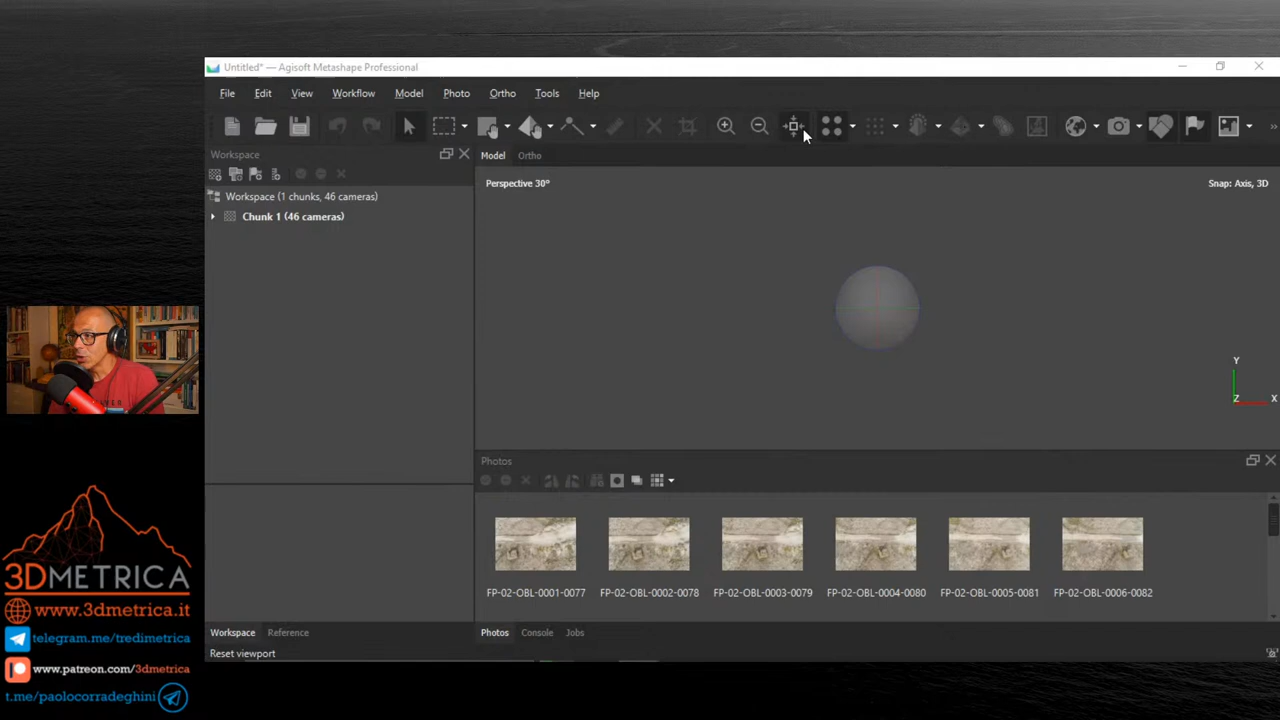 Untitled* — Agisoft Metashape Professional
File Edit View Workflow Model Photo Ortho Tools Help
»
Workspace
Model Ortho
Perspective 30°
Snap: Axis, 3D
Workspace (1 chunks, 46 cameras)
Chunk 1 (46 cameras)
Y
Z X
Photos
FP-02-OBL-0001-0077 FP-02-OBL-0002-0078 FP-02-OBL-0003-0079 FP-02-OBL-0004-0080 FP-02-OBL-0005-0081 FP-02-OBL-0006-0082
Workspace Reference
Photos Console Jobs
Reset viewport
3DMETRICA
www.3dmetrica.it
telegram.me/tredimetrica
www.patreon.com/3dmetrica
t.me/paolocorradeghini